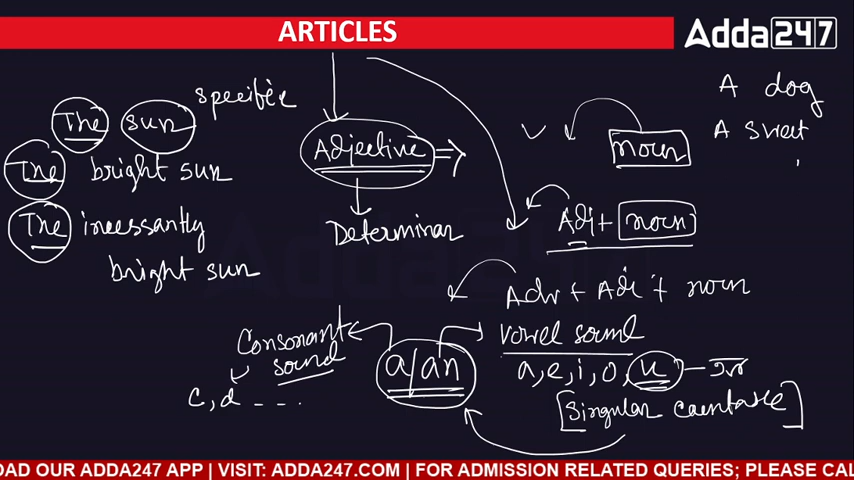 ARTICLES
Adda247
The sun specific
A dog
A sweet
The bright sun
Adjective
noun
The incessantly bright sun
Determinar
Adj + noun
Adv + Adj + noun
Consonant sound
vowel sound
a/an
a, e, i, o, u
c, d - - -
[Singular countable]
OAD OUR ADDA247 APP | VISIT: ADDA247.COM | FOR ADMISSION RELATED QUERIES; PLEASE CAL